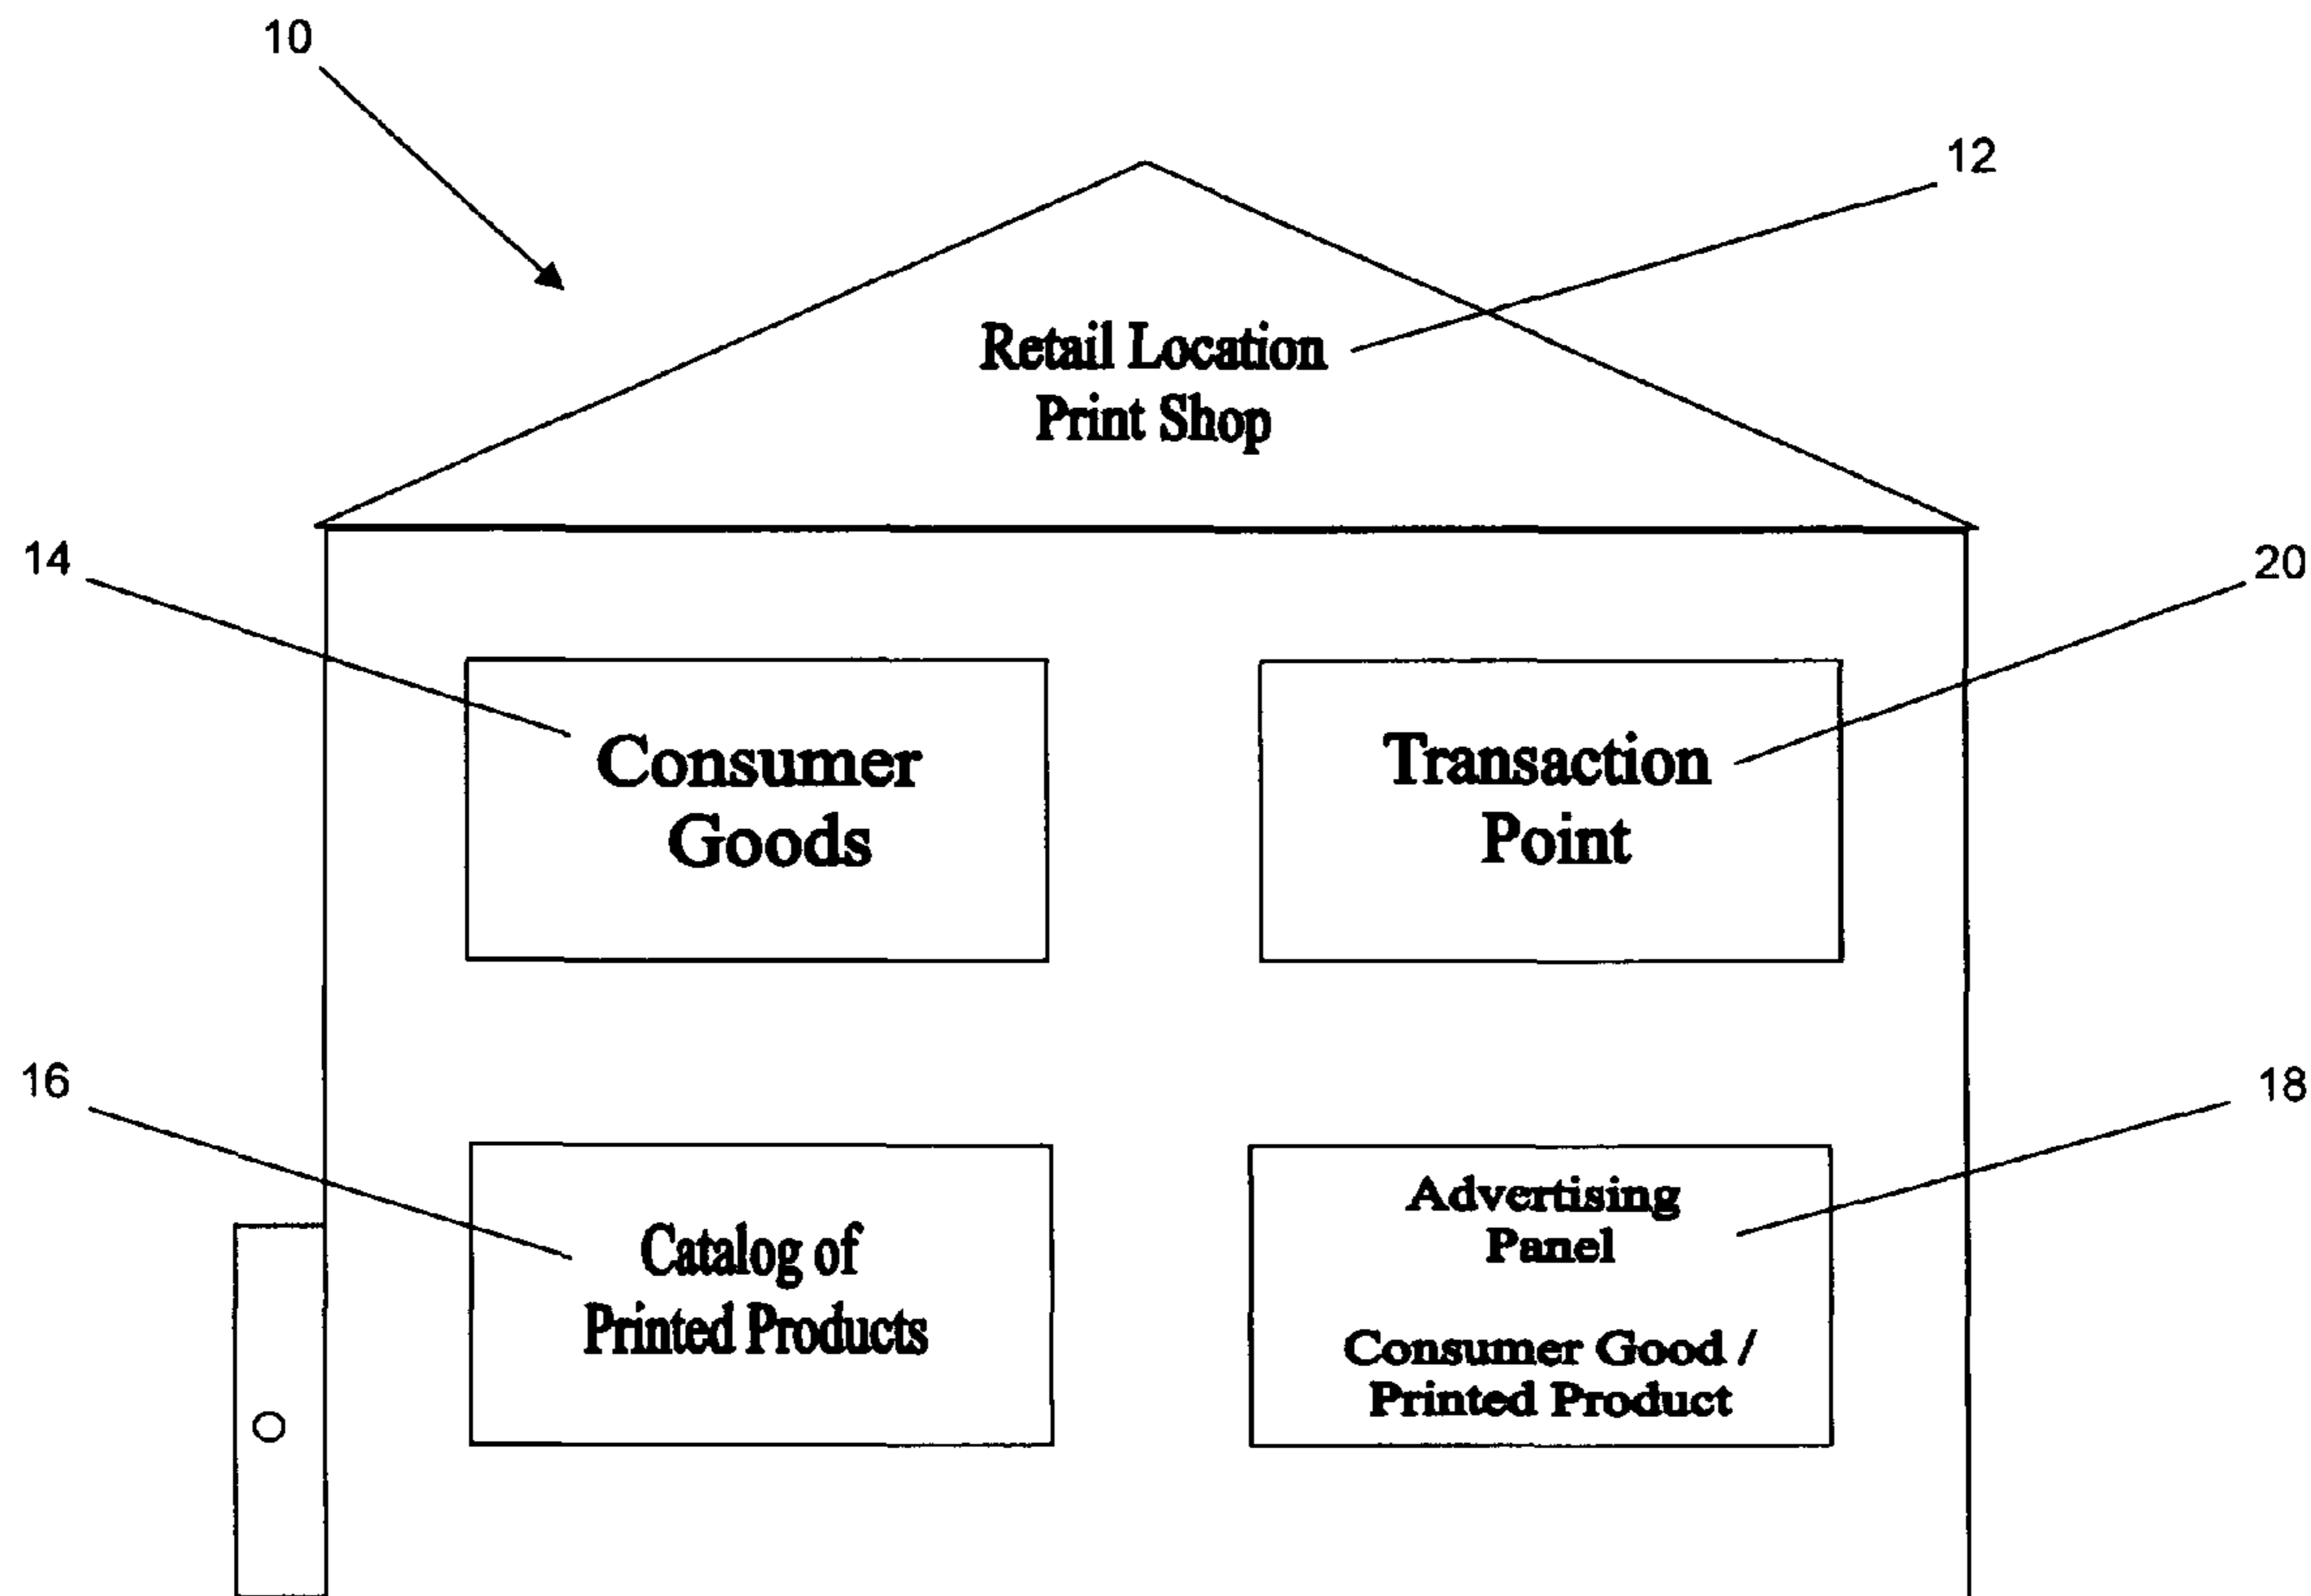 10
12
Retail Location
Print Shop
14
20
Consumer
Goods
Transaction
Point
16
18
Catalog of
Printed Products
Advertising
Panel
Consumer Good /
Printed Product